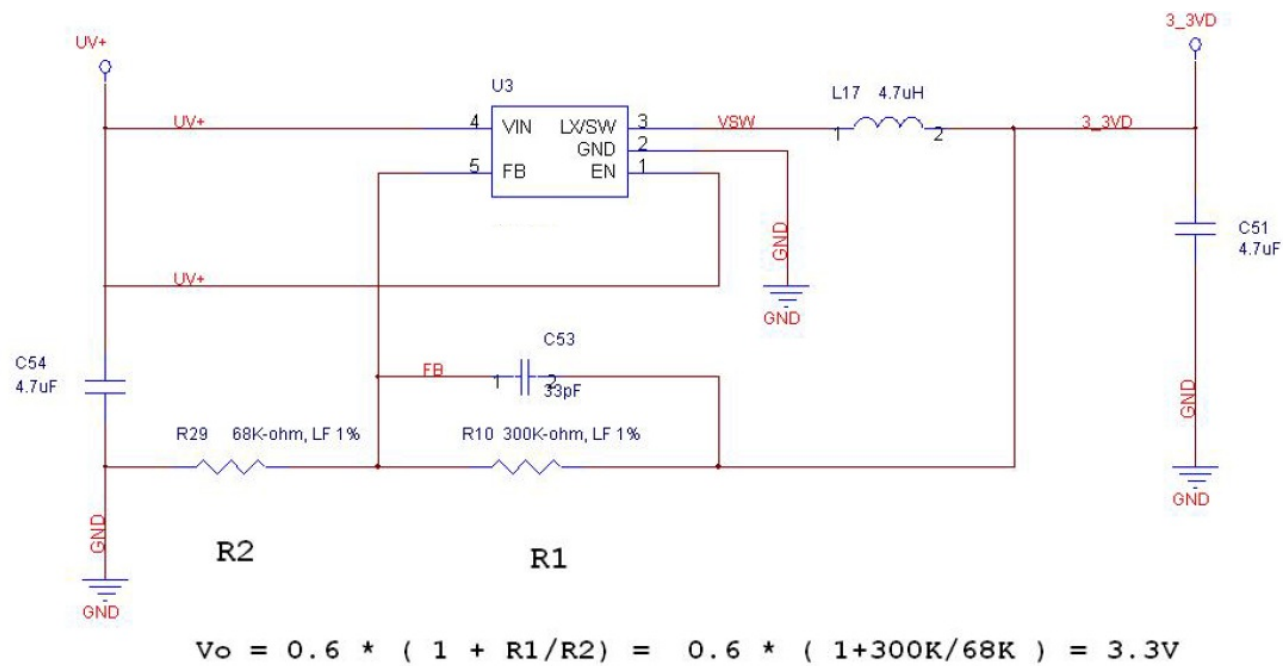 3_3VD
UV+
U3
L17 4.7uH
UV+ 4 VIN LX/SW 3 VSW 1 2 3_3VD
GND 2
5 FB EN 1
C51
4.7uF
GND
UV+
GND
C53
C54
4.7uF
FB 1 2
33pF
GND
R29 68K-ohm, LF 1% R10 300K-ohm, LF 1%
GND
GND
R2 R1
GND
Vo = 0.6 * ( 1 + R1/R2) = 0.6 * ( 1+300K/68K ) = 3.3V